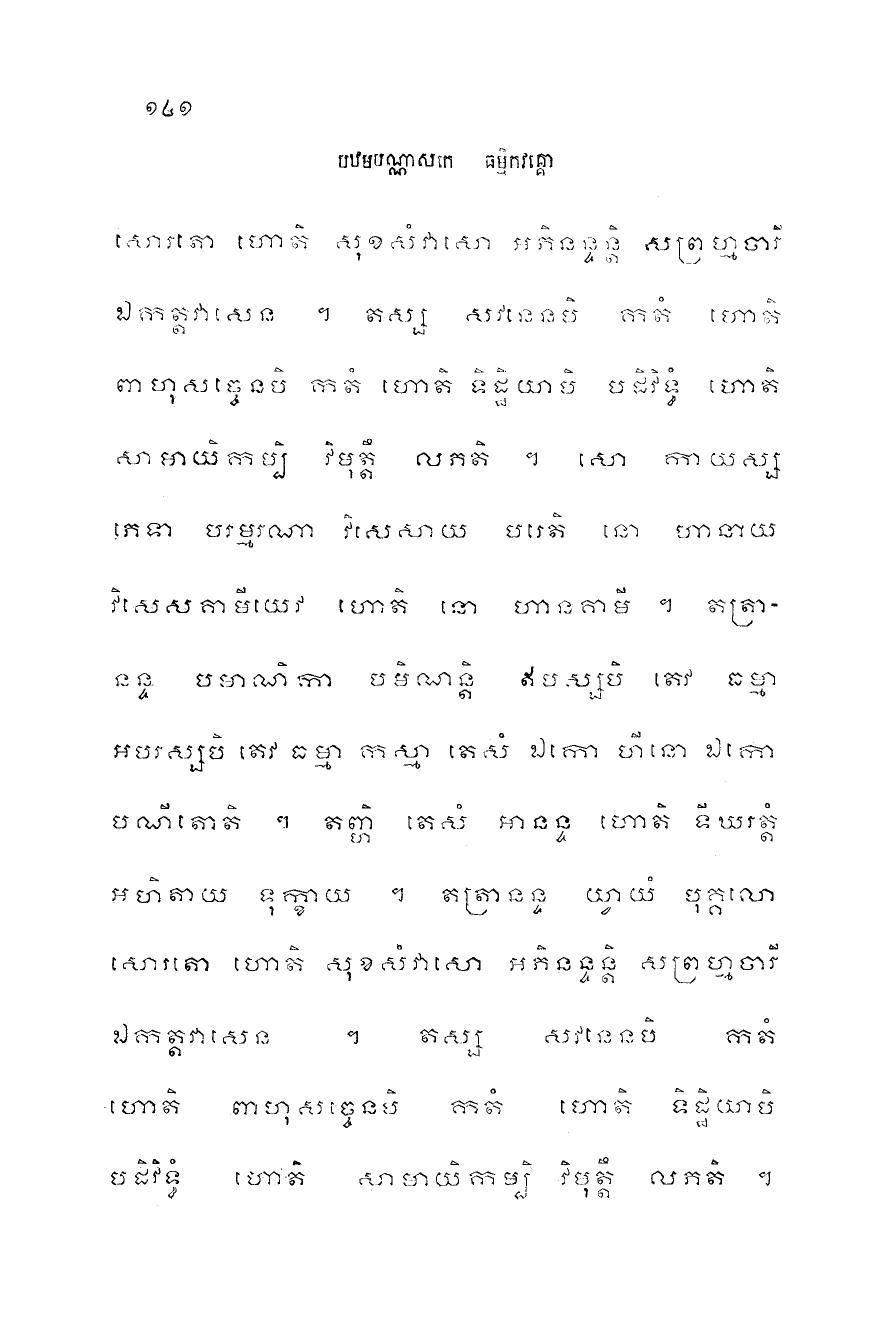 ១៤១
បឋមបណ្ណាសកេ ធម្មិកវគ្គោ
សោរតោ ហោតិ សុខសំវាសោ អភិនន្ទន្តិ សព្រហ្មចារី
ឯកត្តវាសេន ។ តស្ស សវនេនបិ កតំ ហោតិ
ពាហុសច្ចេនបិ កតំ ហោតិ ទិដ្ឋិយាបិ បដិវិទ្ធំ ហោតិ
សាមាយិកម្បិ វិមុត្តឹ លភតិ ។ សោ កាយស្ស
ភេទា បរម្មរណា វិសេសាយ បរេតិ នោ ហានាយ
វិសេសគាមីយេវ ហោតិ នោ ហានគាមី ។ តត្រា-
នន្ទ បមាណិកា បមិណន្តិ ឥបស្សបិ តេវ ធម្មា
អបរស្សបិ តេវ ធម្មា កស្មា តេសំ ឯកោ ហីនោ ឯកោ
បណីតោតិ ។ តញ្ហិ តេសំ អានន្ទ ហោតិ ទីឃរត្តំ
អហិតាយ ទុក្ខាយ ។ តត្រានន្ទ យ្វាយំ បុគ្គលោ
សោរតោ ហោតិ សុខសំវាសោ អភិនន្ទន្តិ សព្រហ្មចារី
ឯកត្តវាសេន ។ តស្ស សវនេនបិ កតំ
ហោតិ ពាហុសច្ចេនបិ កតំ ហោតិ ទិដ្ឋិយាបិ
បដិវិទ្ធំ ហោតិ សាមាយិកម្បិ វិមុត្តឹ លភតិ ។